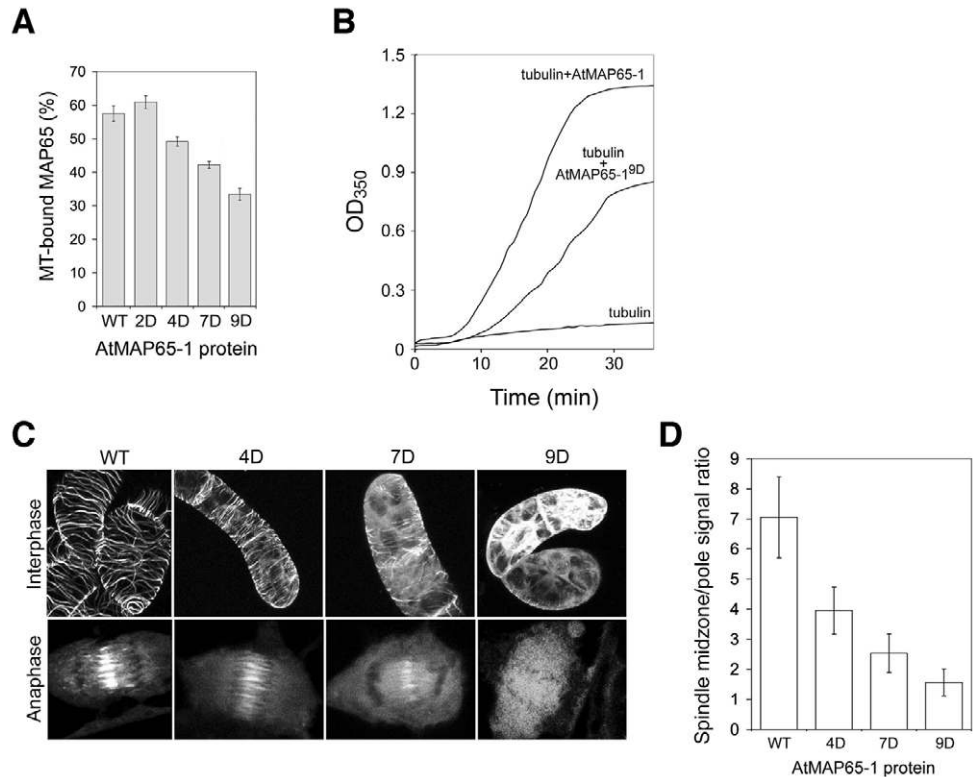 A
MT-bound MAP65 (%)
70
60
50
40
30
20
10
0
WT 2D 4D 7D 9D
AtMAP65-1 protein
B
OD350
1.5
1.2
0.9
0.6
0.3
0
tubulin+AtMAP65-1
tubulin
+
AtMAP65-1⁹ᴰ
tubulin
0 10 20 30
Time (min)
C
WT 4D 7D 9D
Interphase
Anaphase
D
Spindle midzone/pole signal ratio
9
8
7
6
5
4
3
2
1
0
WT 4D 7D 9D
AtMAP65-1 protein